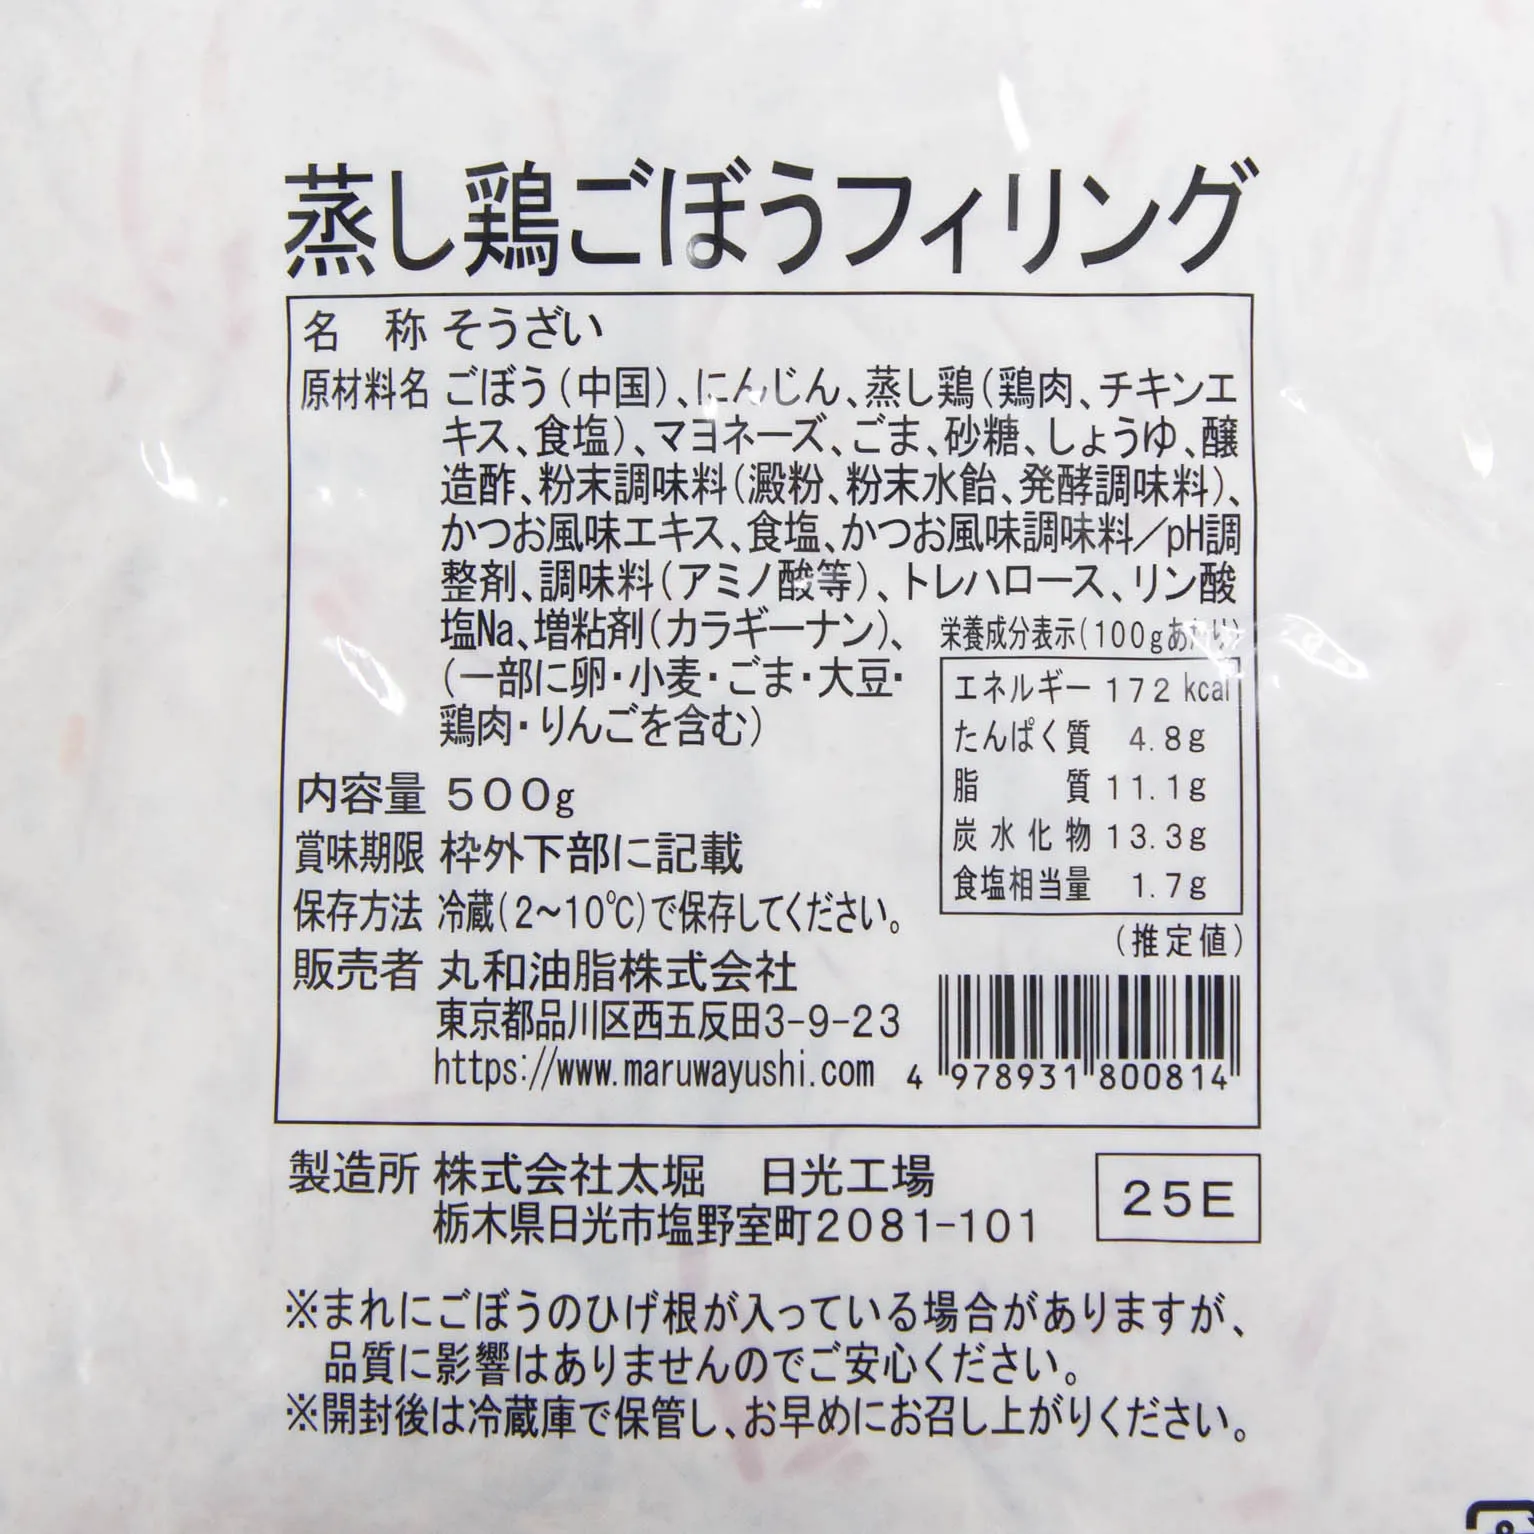 蒸し鶏ごぼうフィリング
名　称 そうざい
原材料名 ごぼう(中国)、にんじん、蒸し鶏(鶏肉、チキンエ
キス、食塩)、マヨネーズ、ごま、砂糖、しょうゆ、醸
造酢、粉末調味料(澱粉、粉末水飴、発酵調味料)、
かつお風味エキス、食塩、かつお風味調味料／pH調
整剤、調味料(アミノ酸等)、トレハロース、リン酸
塩Na、増粘剤(カラギーナン)、
(一部に卵・小麦・ごま・大豆・
鶏肉・りんごを含む)
栄養成分表示(100gあたり)
エネルギー 172 kcal
たんぱく質 4.8g
脂　　質 11.1g
炭水化物 13.3g
食塩相当量 1.7g
(推定値)
内容量 500g
賞味期限 枠外下部に記載
保存方法 冷蔵(2～10℃)で保存してください。
販売者 丸和油脂株式会社
東京都品川区西五反田3-9-23
https://www.maruwayushi.com
4 978931 800814
製造所 株式会社太堀　日光工場
栃木県日光市塩野室町2081-101
25E
※まれにごぼうのひげ根が入っている場合がありますが、
品質に影響はありませんのでご安心ください。
※開封後は冷蔵庫で保管し、お早めにお召し上がりください。